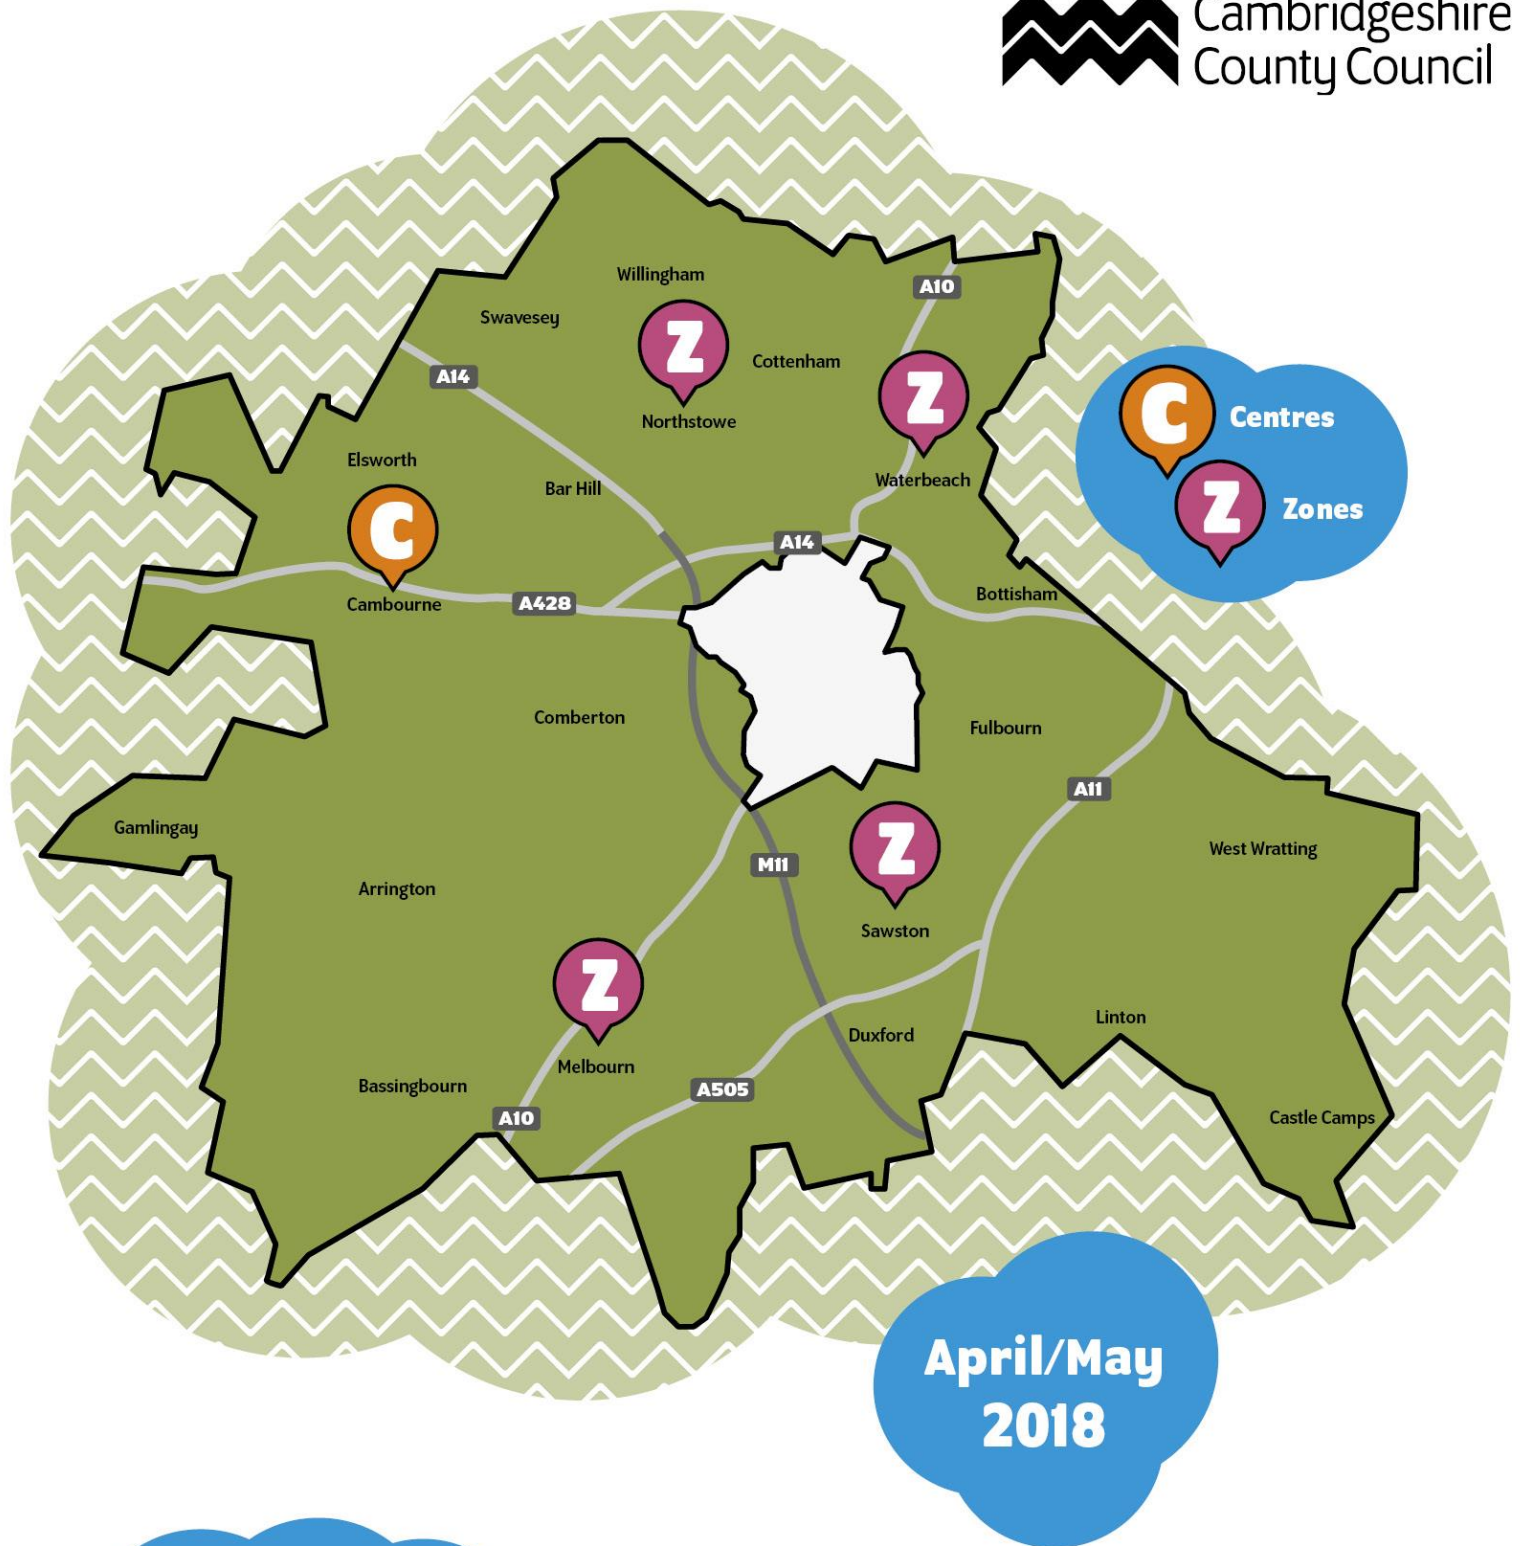 Cambridgeshire
County Council
Willingham
A10
Swavesey
Z
Cottenham
A14
Z
C
Centres
Northstowe
Elsworth
Waterbeach
Bar Hill
Z
Zones
C
A14
Bottisham
Cambourne
A428
Comberton
Fulbourn
A11
Gamlingay
Z
West Wratting
M11
Arrington
Sawston
Z
Linton
Duxford
Melbourn
Bassingbourn
A505
A10
Castle Camps
April/May
2018